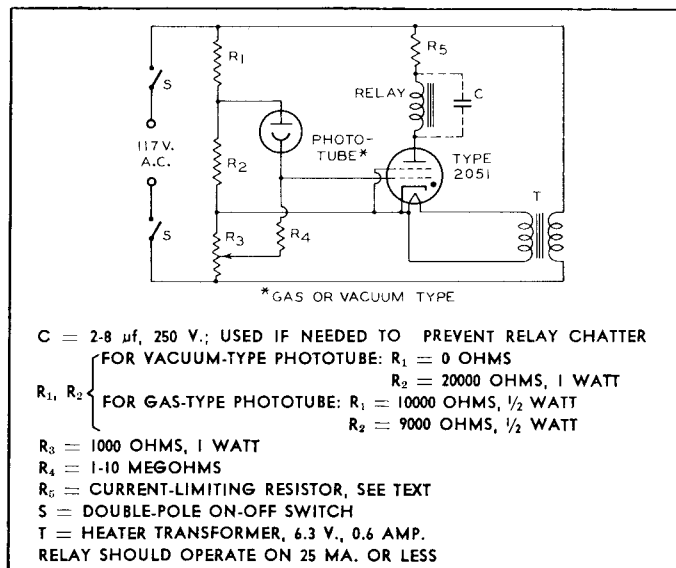 R1
R5
S
RELAY
C
117 V.
A.C.
PHOTO-
TUBE*
TYPE
2051
R2
T
R3
R4
S
*GAS OR VACUUM TYPE
C = 2-8 μf, 250 V.; USED IF NEEDED TO PREVENT RELAY CHATTER
FOR VACUUM-TYPE PHOTOTUBE: R1 = 0 OHMS
R2 = 20000 OHMS, 1 WATT
R1, R2
FOR GAS-TYPE PHOTOTUBE: R1 = 10000 OHMS, 1/2 WATT
R2 = 9000 OHMS, 1/2 WATT
R3 = 1000 OHMS, 1 WATT
R4 = 1-10 MEGOHMS
R5 = CURRENT-LIMITING RESISTOR, SEE TEXT
S = DOUBLE-POLE ON-OFF SWITCH
T = HEATER TRANSFORMER, 6.3 V., 0.6 AMP.
RELAY SHOULD OPERATE ON 25 MA. OR LESS